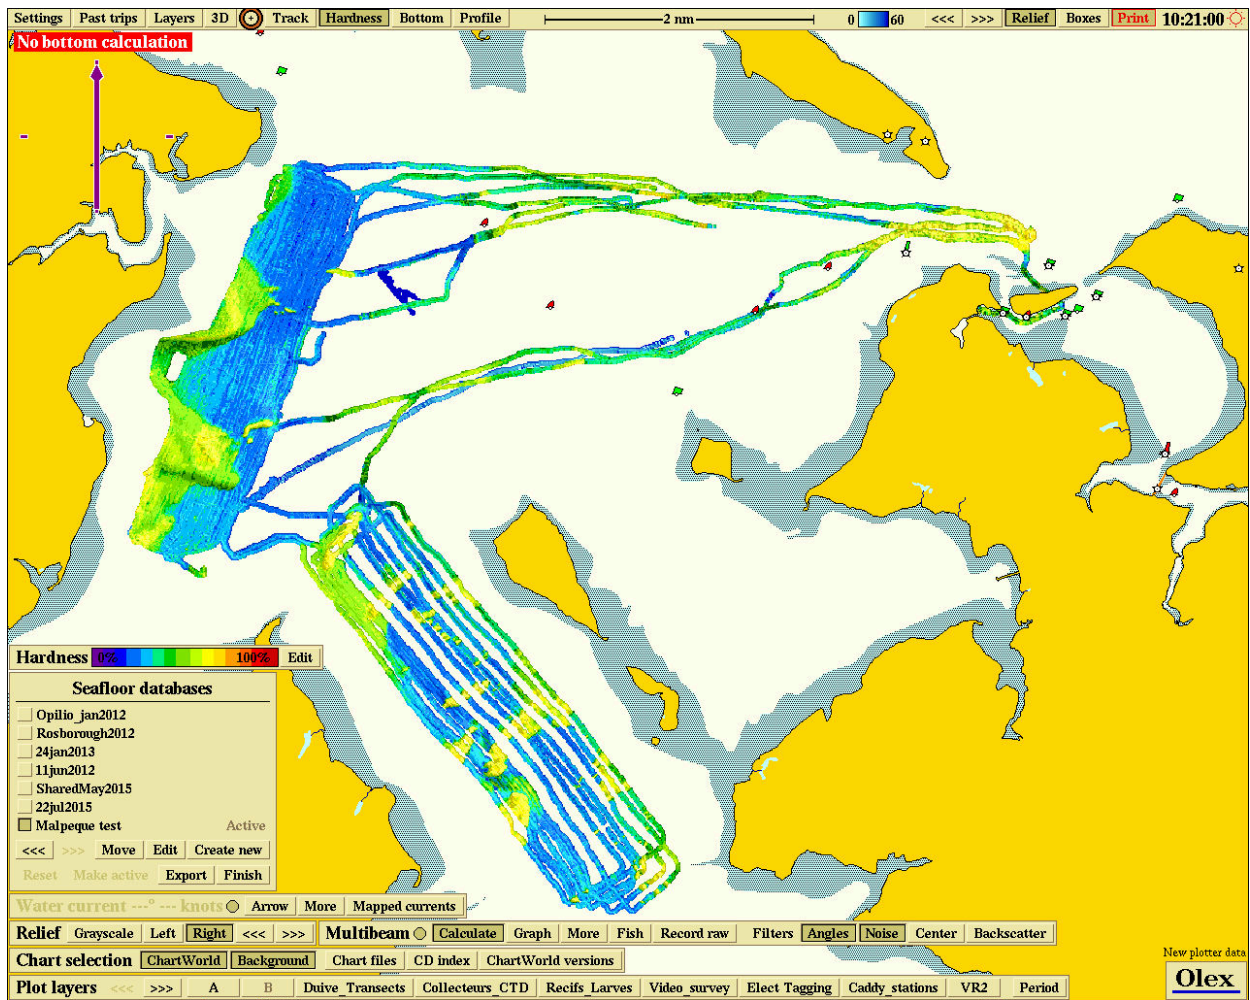 Settings Past trips Layers 3D Track Hardness Bottom Profile 2 nm 0 60 <<< >>> Relief Boxes Print 10:21:00
No bottom calculation
Hardness 0% 100% Edit
Seafloor databases
Opilio_jan2012
Rosborough2012
24jan2013
11jun2012
SharedMay2015
22jul2015
Malpeque test Active
<<< >>> Move Edit Create new
Reset Make active Export Finish
Water current ---° --- knots Arrow More Mapped currents
Relief Grayscale Left Right <<< >>> Multibeam Calculate Graph More Fish Record raw Filters Angles Noise Center Backscatter
Chart selection ChartWorld Background Chart files CD index ChartWorld versions
New plotter data
Plot layers <<< >>> A B Duive_Transects Collecteurs_CTD Recifs_Larves Video_survey Elect Tagging Caddy_stations VR2 Period
Olex